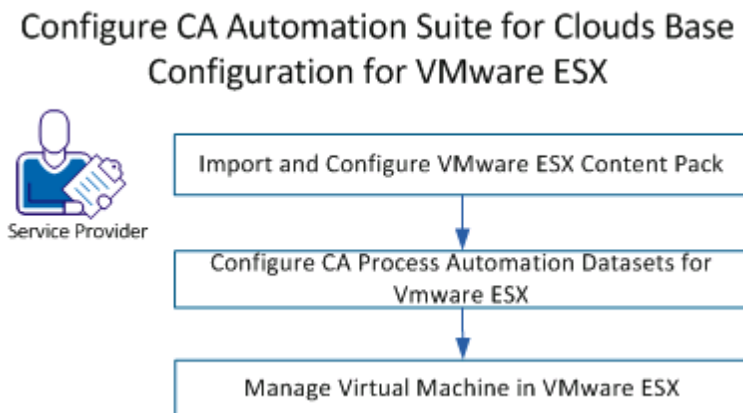 Configure CA Automation Suite for Clouds Base
Configuration for VMware ESX
Service Provider
Import and Configure VMware ESX Content Pack
Configure CA Process Automation Datasets for
Vmware ESX
Manage Virtual Machine in VMware ESX